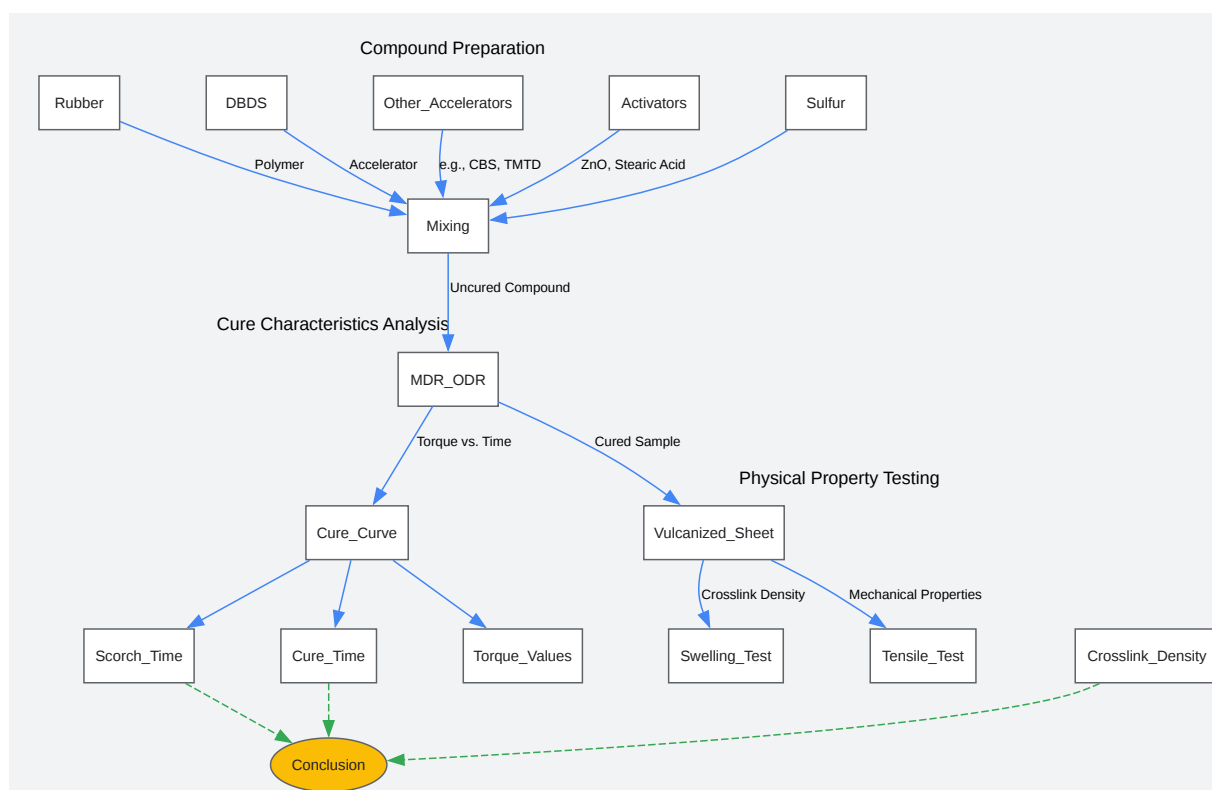 Compound Preparation
Rubber
DBDS
Other_Accelerators
Activators
Sulfur
Polymer
Accelerator
e.g., CBS, TMTD
ZnO, Stearic Acid
Mixing
Uncured Compound
Cure Characteristics Analysis
MDR_ODR
Torque vs. Time
Cured Sample
Physical Property Testing
Cure_Curve
Vulcanized_Sheet
Crosslink Density
Mechanical Properties
Scorch_Time
Cure_Time
Torque_Values
Swelling_Test
Tensile_Test
Crosslink_Density
Conclusion